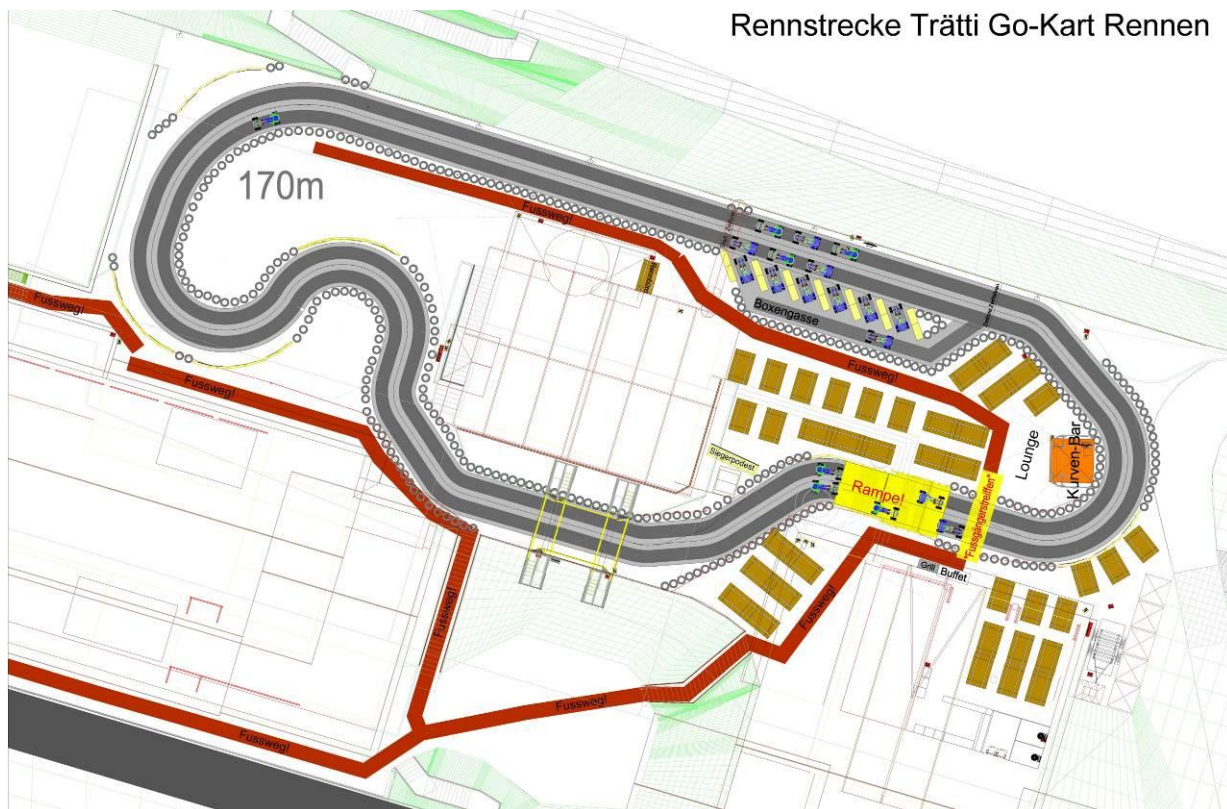 Rennstrecke Trätti Go-Kart Rennen
170m
Fussweg!
Fussweg!
Boxengasse
Fussweg!
Fussweg!
Lounge
Kurven-Bar
Siegerpodest
Rampe!
"Fussgängerstreiffen"
Fussweg!
Grill
Buffet
Fussweg!
Fussweg!
Fussweg!
Fussweg!